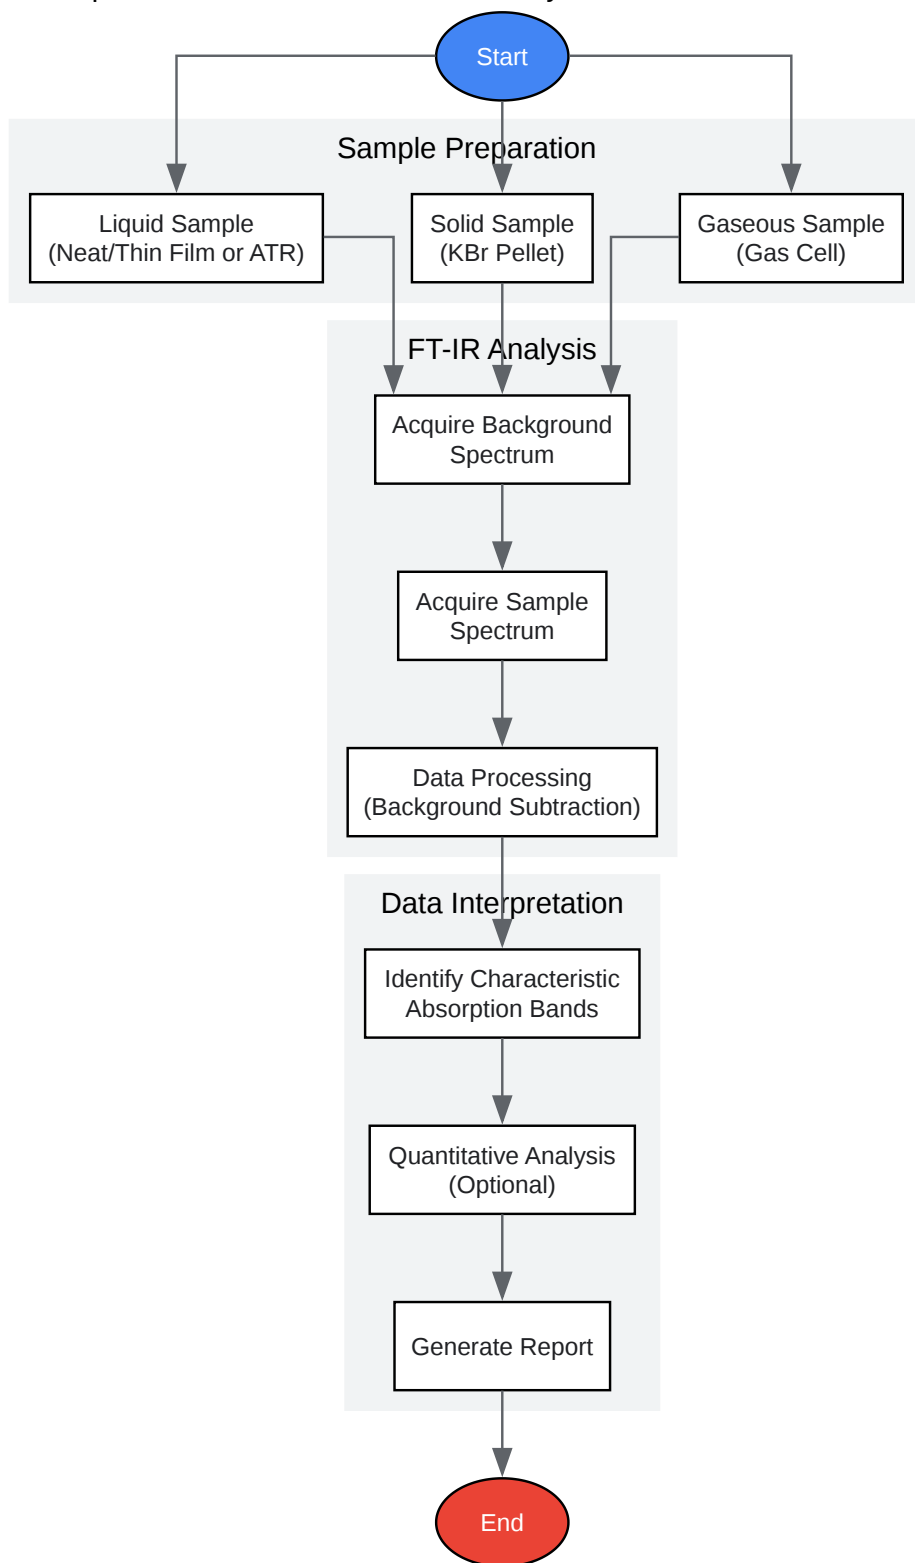 Start
Sample Preparation
Liquid Sample
(Neat/Thin Film or ATR)
Solid Sample
(KBr Pellet)
Gaseous Sample
(Gas Cell)
FT-IR Analysis
Acquire Background
Spectrum
Acquire Sample
Spectrum
Data Processing
(Background Subtraction)
Data Interpretation
Identify Characteristic
Absorption Bands
Quantitative Analysis
(Optional)
Generate Report
End